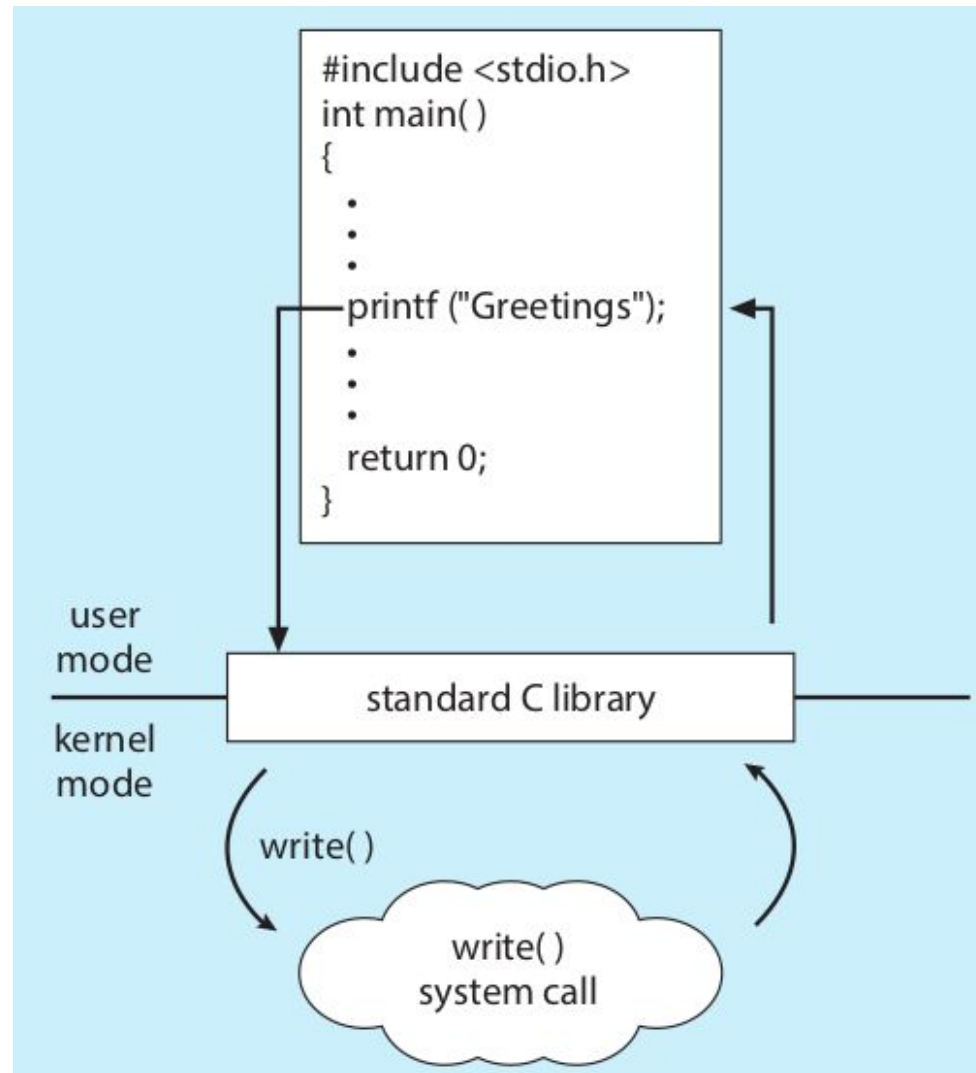 #include <stdio.h>
int main( )
{
•
•
•
printf ("Greetings");
•
•
•
return 0;
}
user
mode
standard C library
kernel
mode
write( )
write( )
system call